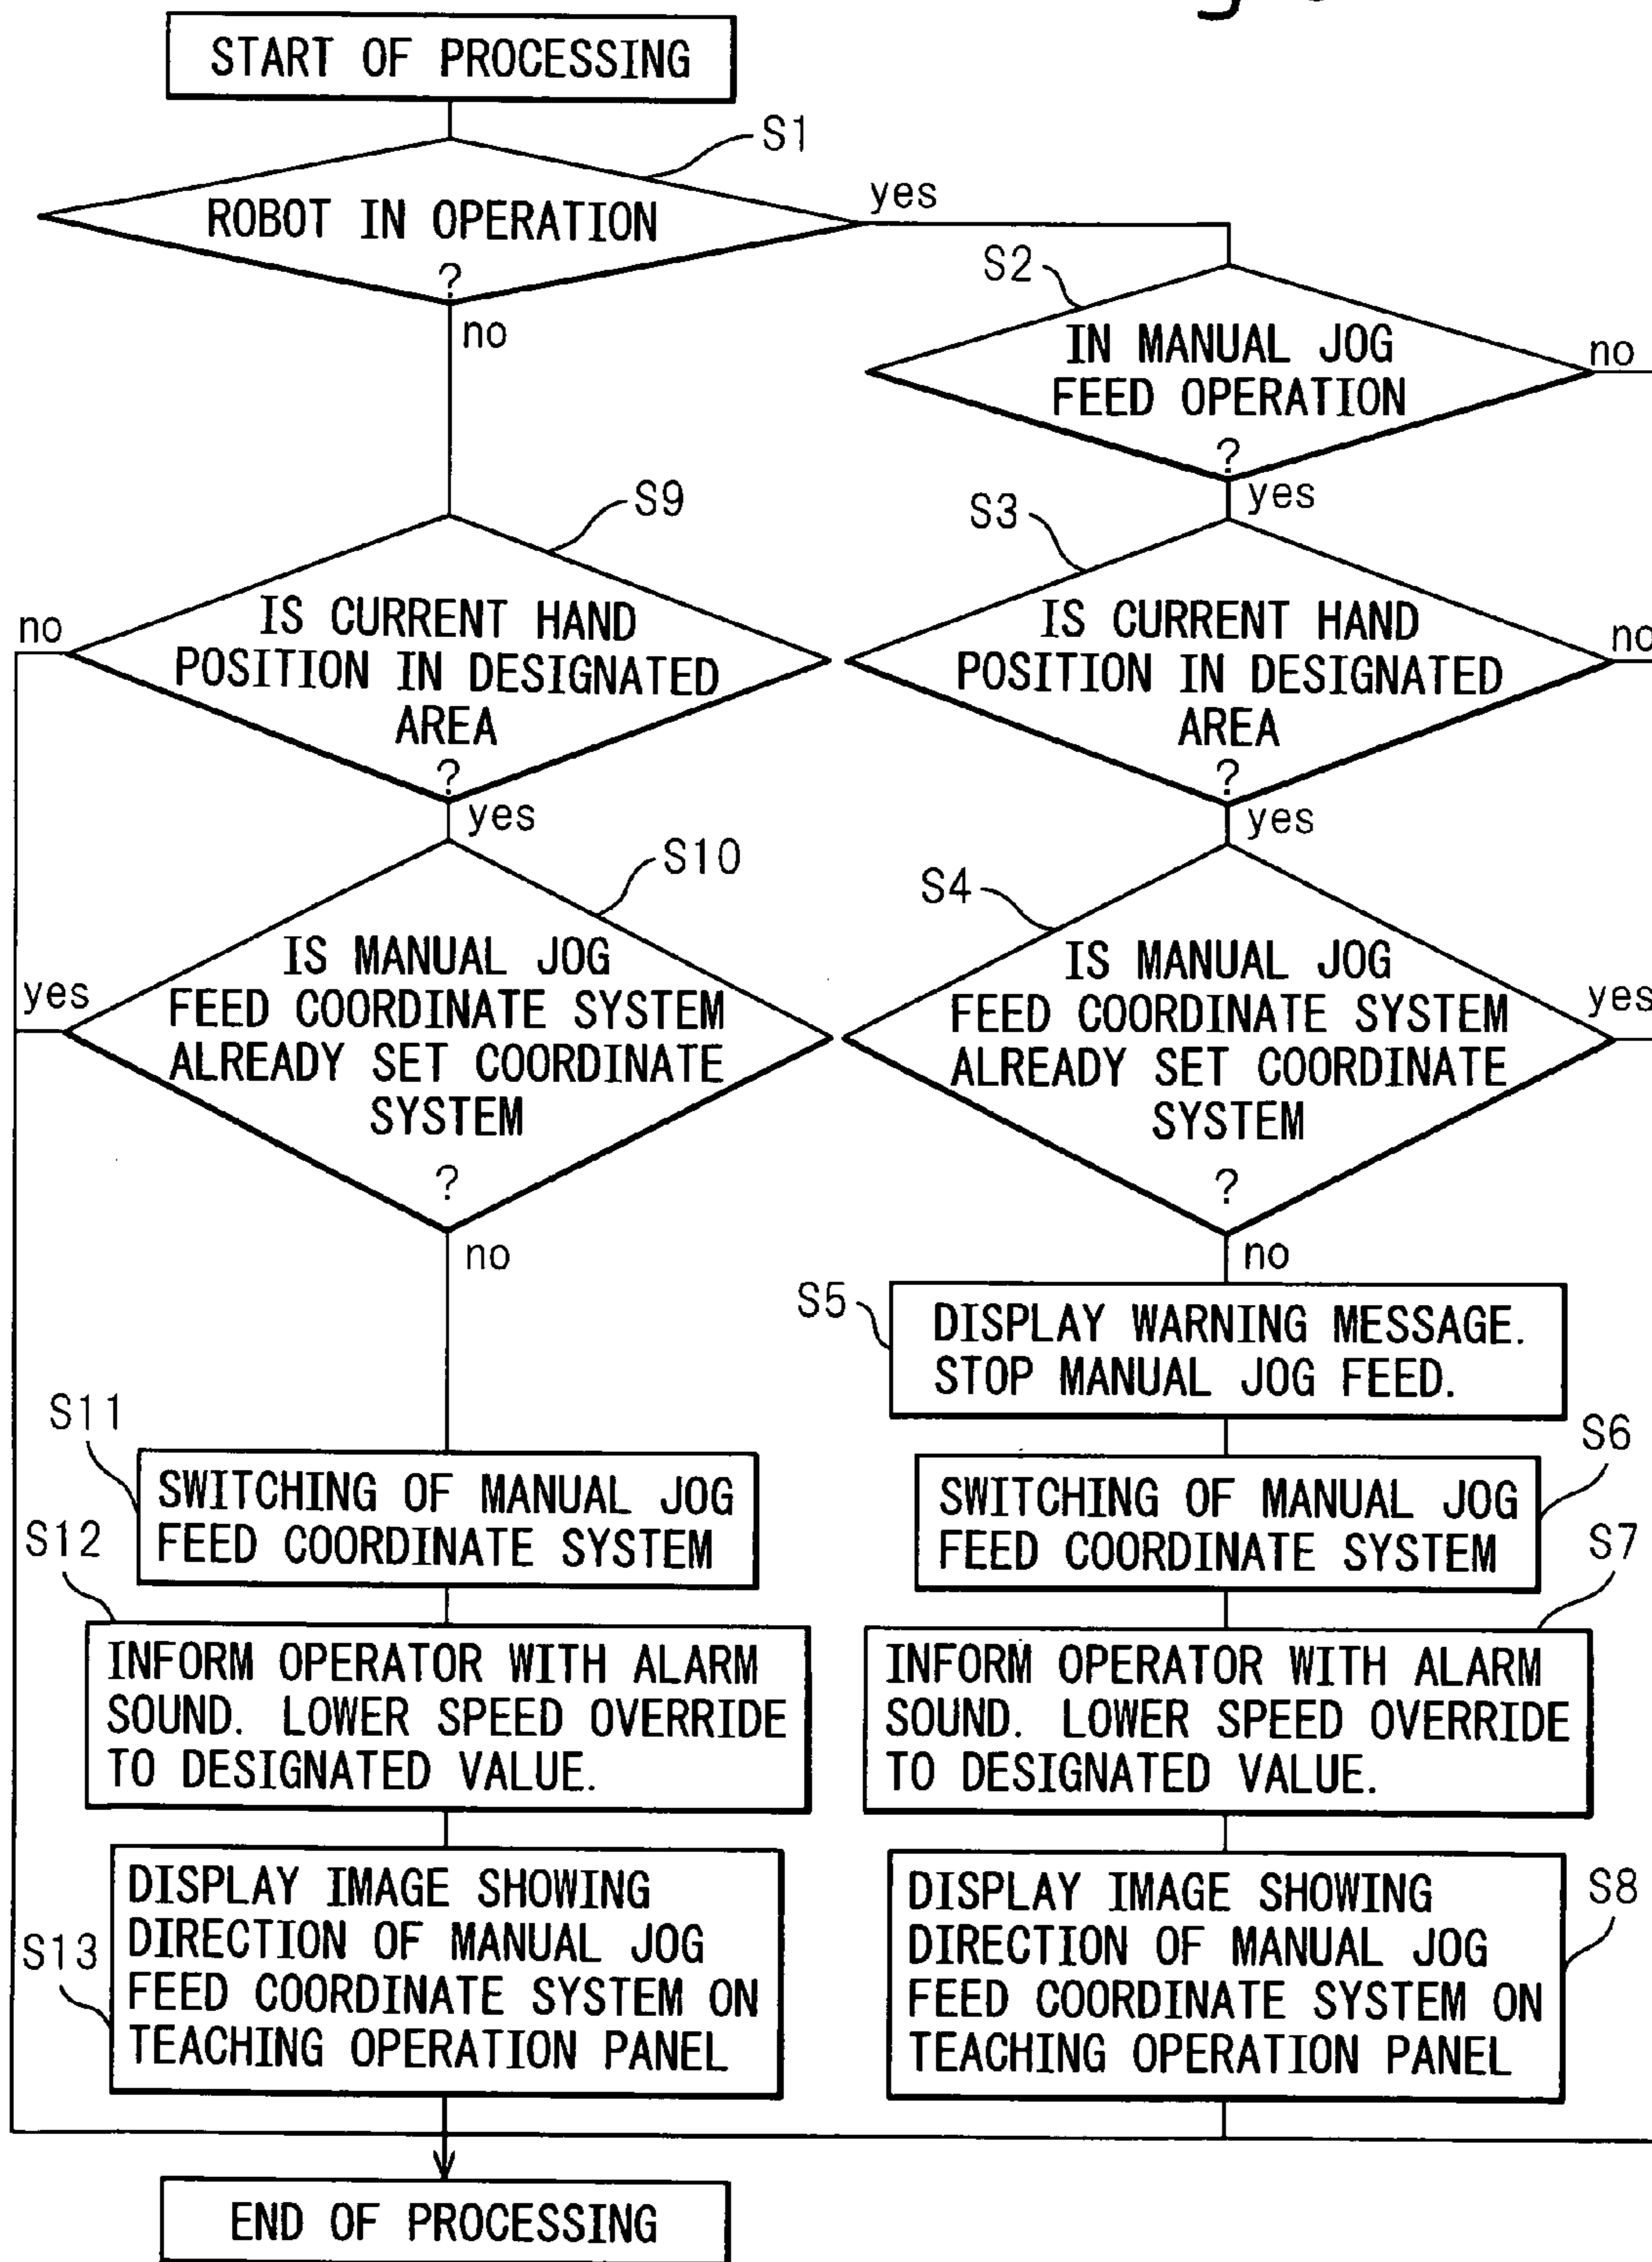 START OF PROCESSING
S1
ROBOT IN OPERATION
?
yes
no
S2
IN MANUAL JOG
FEED OPERATION
?
no
yes
S9
IS CURRENT HAND
POSITION IN DESIGNATED
AREA
?
no
yes
S3
IS CURRENT HAND
POSITION IN DESIGNATED
AREA
?
no
yes
S10
IS MANUAL JOG
FEED COORDINATE SYSTEM
ALREADY SET COORDINATE
SYSTEM
?
yes
no
S4
IS MANUAL JOG
FEED COORDINATE SYSTEM
ALREADY SET COORDINATE
SYSTEM
?
yes
no
S5
DISPLAY WARNING MESSAGE.
STOP MANUAL JOG FEED.
S11
SWITCHING OF MANUAL JOG
FEED COORDINATE SYSTEM
S6
SWITCHING OF MANUAL JOG
FEED COORDINATE SYSTEM
S12
INFORM OPERATOR WITH ALARM
SOUND. LOWER SPEED OVERRIDE
TO DESIGNATED VALUE.
S7
INFORM OPERATOR WITH ALARM
SOUND. LOWER SPEED OVERRIDE
TO DESIGNATED VALUE.
S13
DISPLAY IMAGE SHOWING
DIRECTION OF MANUAL JOG
FEED COORDINATE SYSTEM ON
TEACHING OPERATION PANEL
S8
DISPLAY IMAGE SHOWING
DIRECTION OF MANUAL JOG
FEED COORDINATE SYSTEM ON
TEACHING OPERATION PANEL
END OF PROCESSING